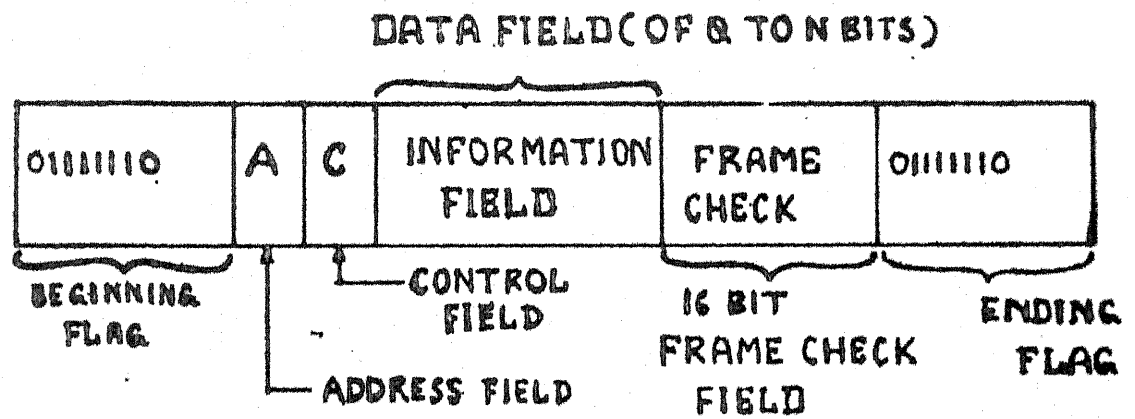 DATA FIELD (OF Q TO N BITS)
01111110
A
C
INFORMATION
FIELD
FRAME
CHECK
01111110
BEGINNING
FLAG
CONTROL
FIELD
ADDRESS FIELD
16 BIT
FRAME CHECK
FIELD
ENDING
FLAG